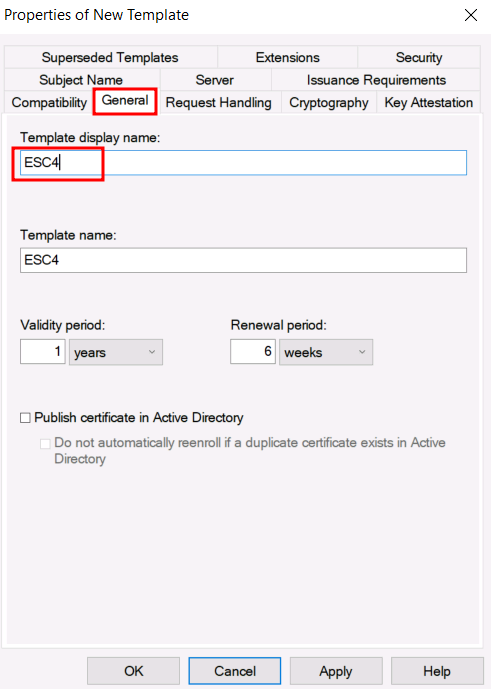 Properties of New Template
Superseded Templates Extensions Security
Subject Name Server Issuance Requirements
Compatibility General Request Handling Cryptography Key Attestation
Template display name:
ESC4
Template name:
ESC4
Validity period: Renewal period:
1 years 6 weeks
Publish certificate in Active Directory
Do not automatically reenroll if a duplicate certificate exists in Active
Directory
OK Cancel Apply Help